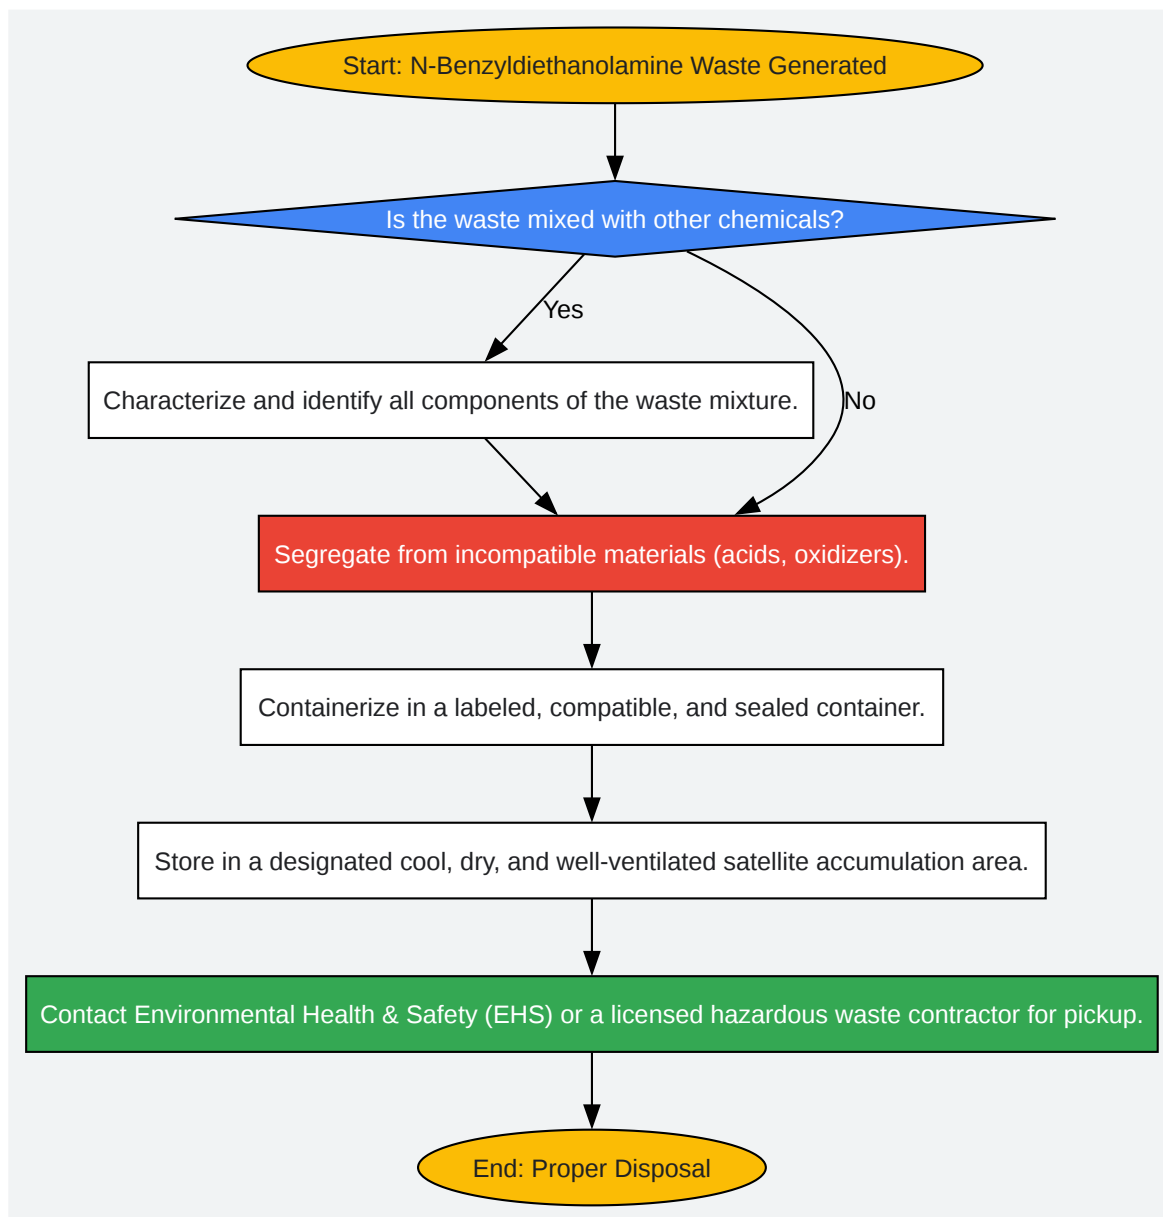 Start: N-Benzyldiethanolamine Waste Generated
Is the waste mixed with other chemicals?
Yes
Characterize and identify all components of the waste mixture.
No
Segregate from incompatible materials (acids, oxidizers).
Containerize in a labeled, compatible, and sealed container.
Store in a designated cool, dry, and well-ventilated satellite accumulation area.
Contact Environmental Health & Safety (EHS) or a licensed hazardous waste contractor for pickup.
End: Proper Disposal